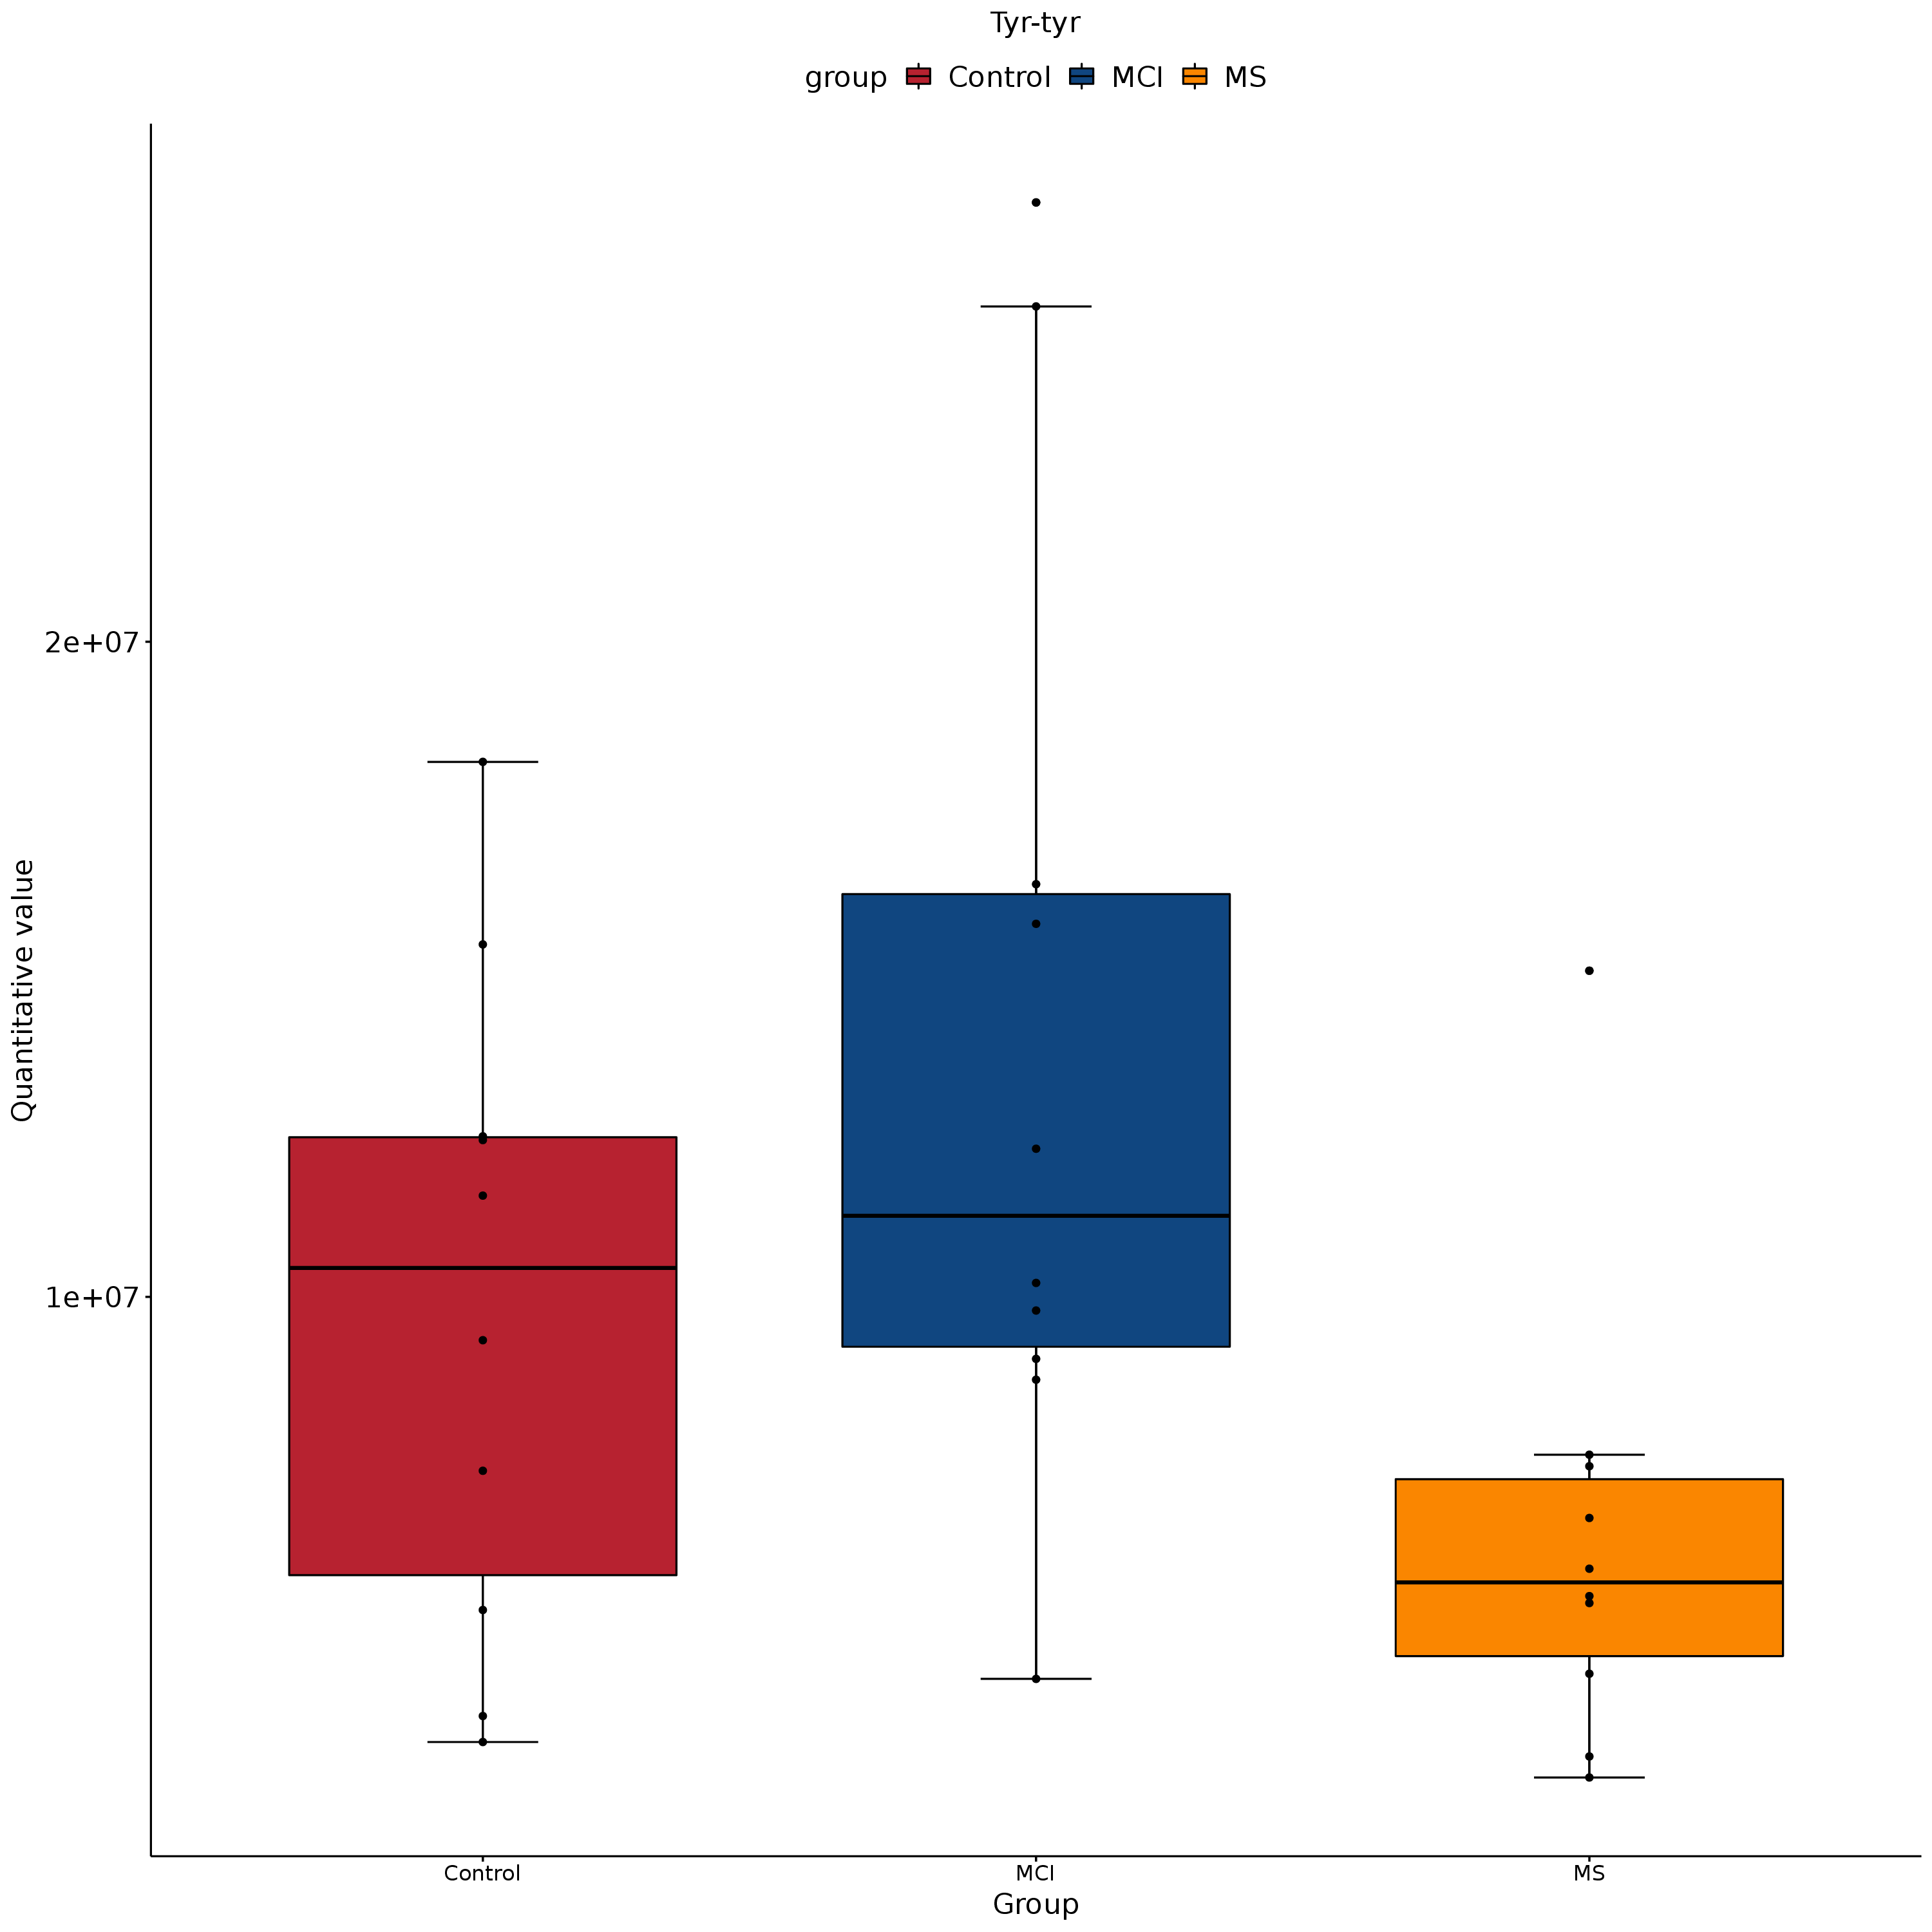 Tyr-tyr
group Control MCI MS
Quantitative value
2e+07
1e+07
Control MCI MS
Group